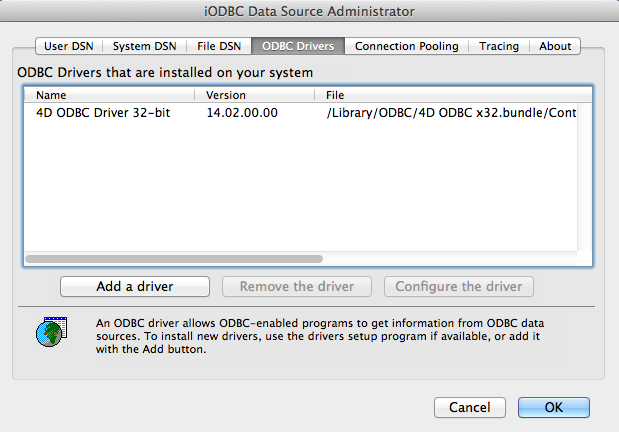 iODBC Data Source Administrator
User DSN System DSN File DSN ODBC Drivers Connection Pooling Tracing About
ODBC Drivers that are installed on your system
Name Version File
4D ODBC Driver 32-bit 14.02.00.00 /Library/ODBC/4D ODBC x32.bundle/Cont
Add a driver Remove the driver Configure the driver
An ODBC driver allows ODBC-enabled programs to get information from ODBC data
sources. To install new drivers, use the drivers setup program if available, or add it
with the Add button.
Cancel OK